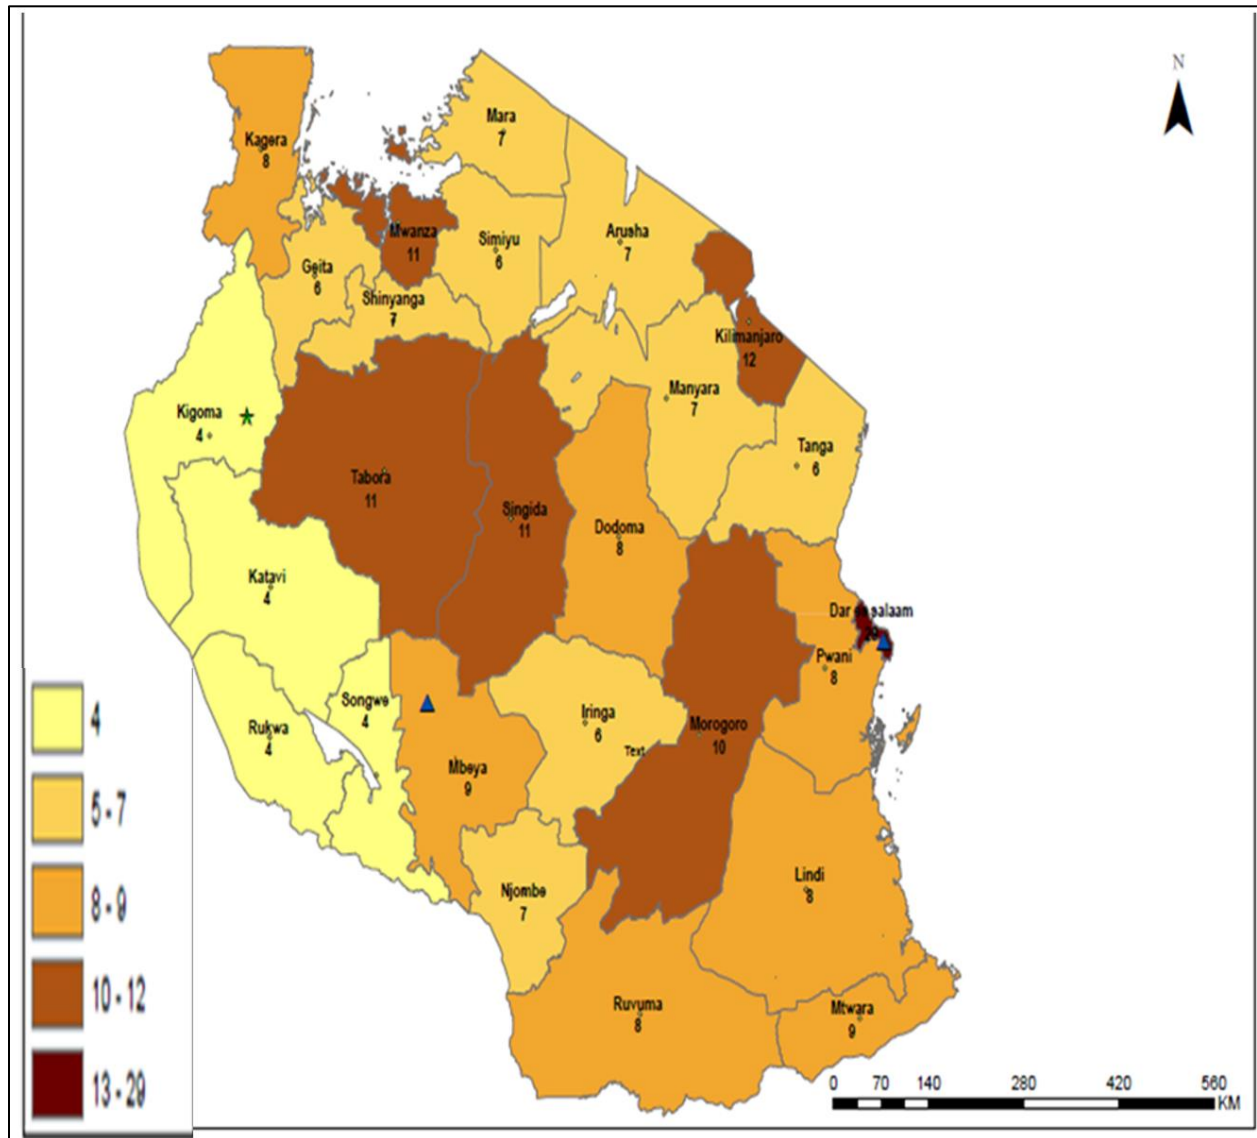 N
Mara
7
Kagera
8
Mwanza
11
Simiyu
6
Arusha
7
Geita
6
Shinyanga
7
Kilimanjaro
12
Manyara
7
Kigoma
4
Tanga
6
Tabora
11
Singida
11
Dodoma
8
Katavi
4
Dar es salaam
Pwani
8
Songwe
4
Rukwa
4
Iringa
6
Text
Morogoro
10
Mbeya
9
Njombe
7
Lindi
8
Ruvuma
8
Mtwara
9
4
5 - 7
8 - 9
10 - 12
13 - 29
0 70 140 280 420 560
KM